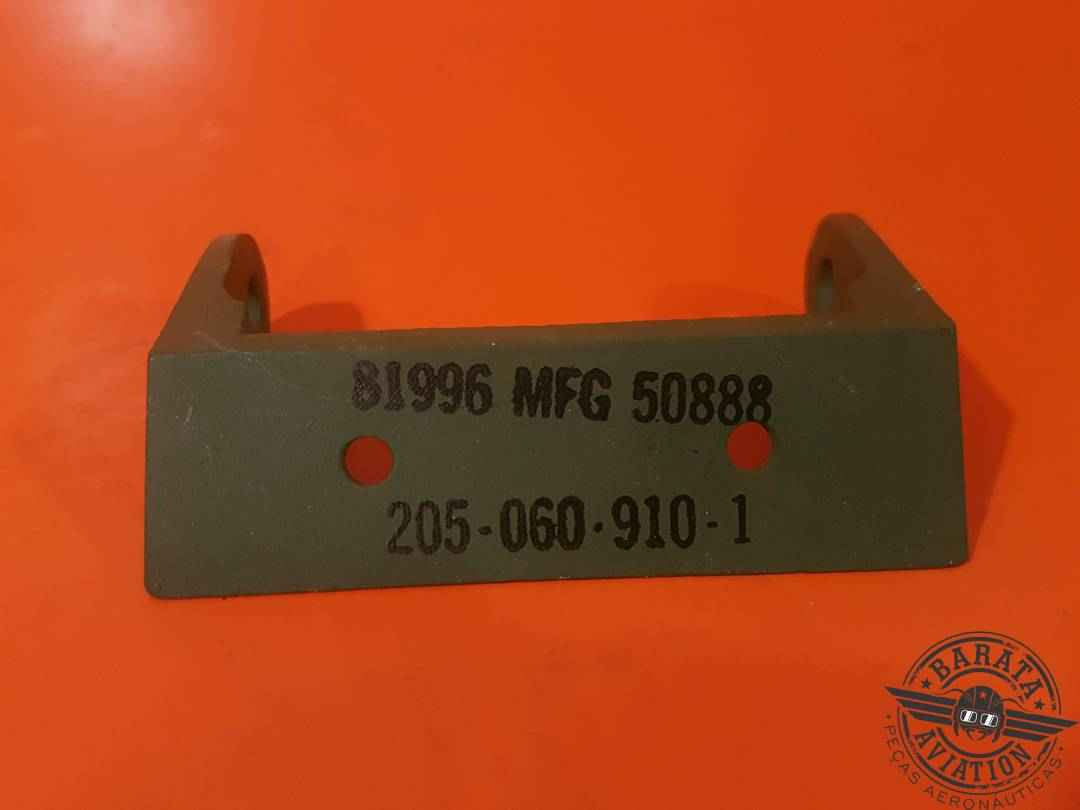 81996 MFG 50888
205-060-910-1
BARATA
AVIATION
PEÇAS AERONÁUTICAS